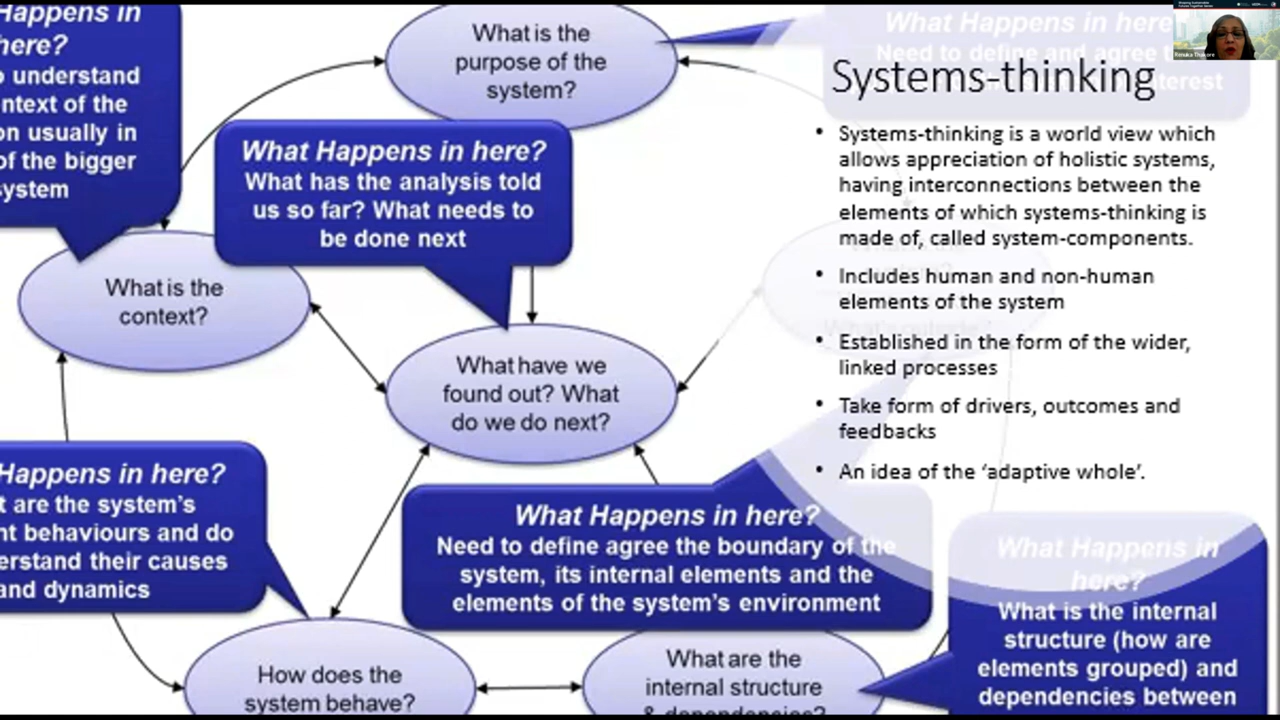 Happens in
here?
o understand
ntext of the
on usually in
of the bigger
system
What is the
purpose of the
system?
What Happens in here?
Need to define and agree
terest
Renuka Thakore
Systems-thinking
• Systems-thinking is a world view which
allows appreciation of holistic systems,
having interconnections between the
elements of which systems-thinking is
made of, called system-components.
• Includes human and non-human
elements of the system
• Established in the form of the wider,
linked processes
• Take form of drivers, outcomes and
feedbacks
• An idea of the ‘adaptive whole’.
What Happens in here?
What has the analysis told
us so far? What needs to
be done next
What is the
context?
What have we
found out? What
do we do next?
Happens in here?
t are the system's
nt behaviours and do
erstand their causes
and dynamics
What Happens in here?
Need to define agree the boundary of the
system, its internal elements and the
elements of the system's environment
What Happens in
here?
What is the internal
structure (how are
elements grouped) and
dependencies between
How does the
system behave?
What are the
internal structure
& dependencies?